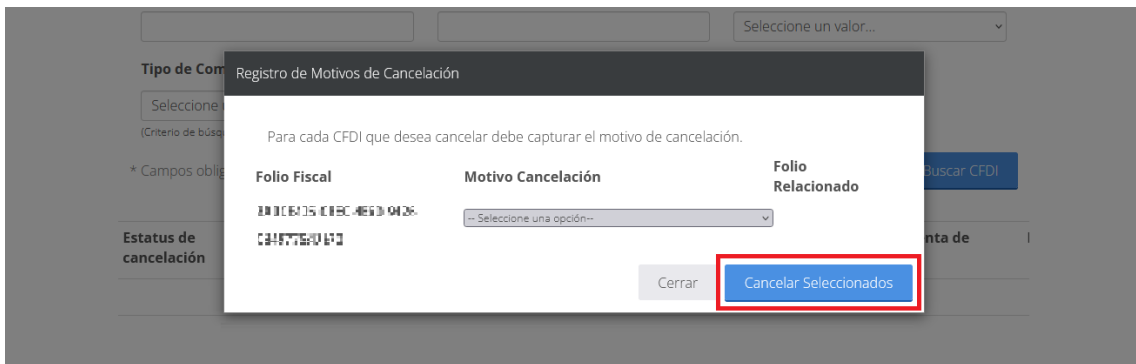 Seleccione un valor...
Tipo de Com
Registro de Motivos de Cancelación
Seleccione
(Criterio de búsqu
Para cada CFDI que desea cancelar debe capturar el motivo de cancelación.
* Campos oblig
Folio Fiscal
Motivo Cancelación
Folio
Relacionado
Buscar CFDI
-- Seleccione una opción--
Estatus de
cancelación
nta de
Cerrar
Cancelar Seleccionados